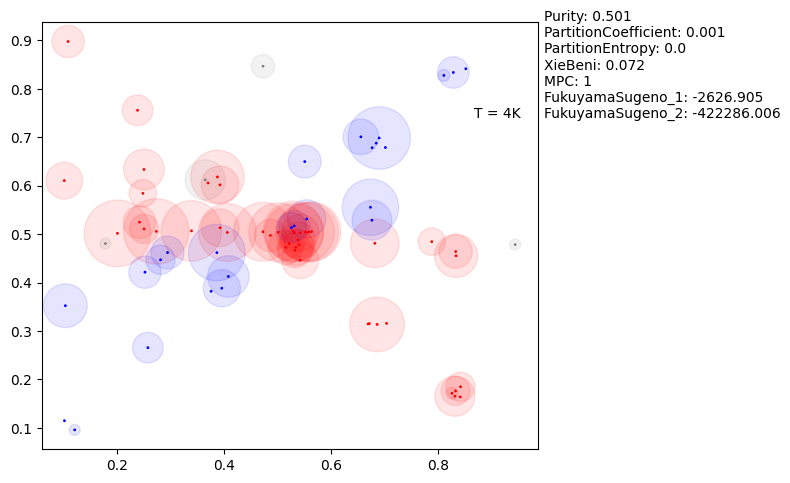 Purity: 0.501
PartitionCoefficient: 0.001
PartitionEntropy: 0.0
XieBeni: 0.072
MPC: 1
FukuyamaSugeno_1: -2626.905
FukuyamaSugeno_2: -422286.006
T = 4K
0.9
0.8
0.7
0.6
0.5
0.4
0.3
0.2
0.1
0.2 0.4 0.6 0.8